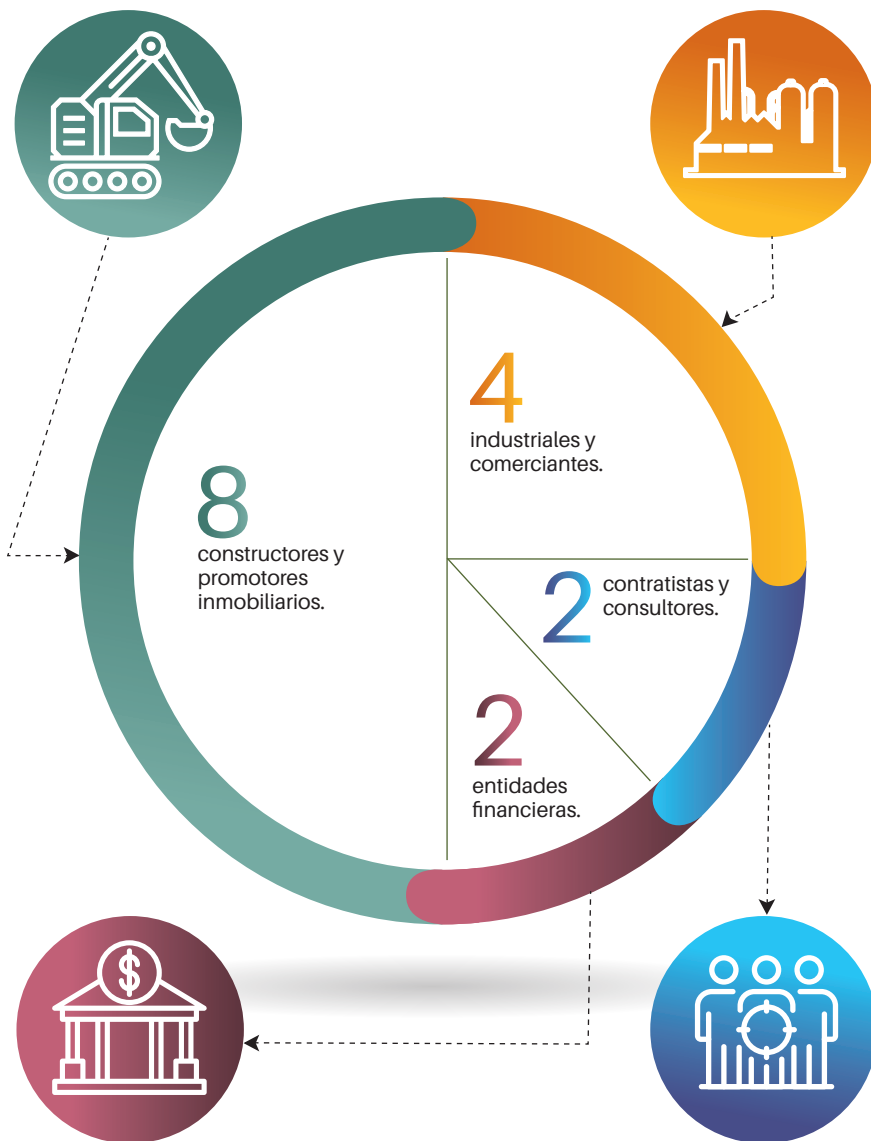 4
industriales y
comerciantes.
8
constructores y
promotores
inmobiliarios.
2
contratistas y
consultores.
2
entidades
financieras.
$